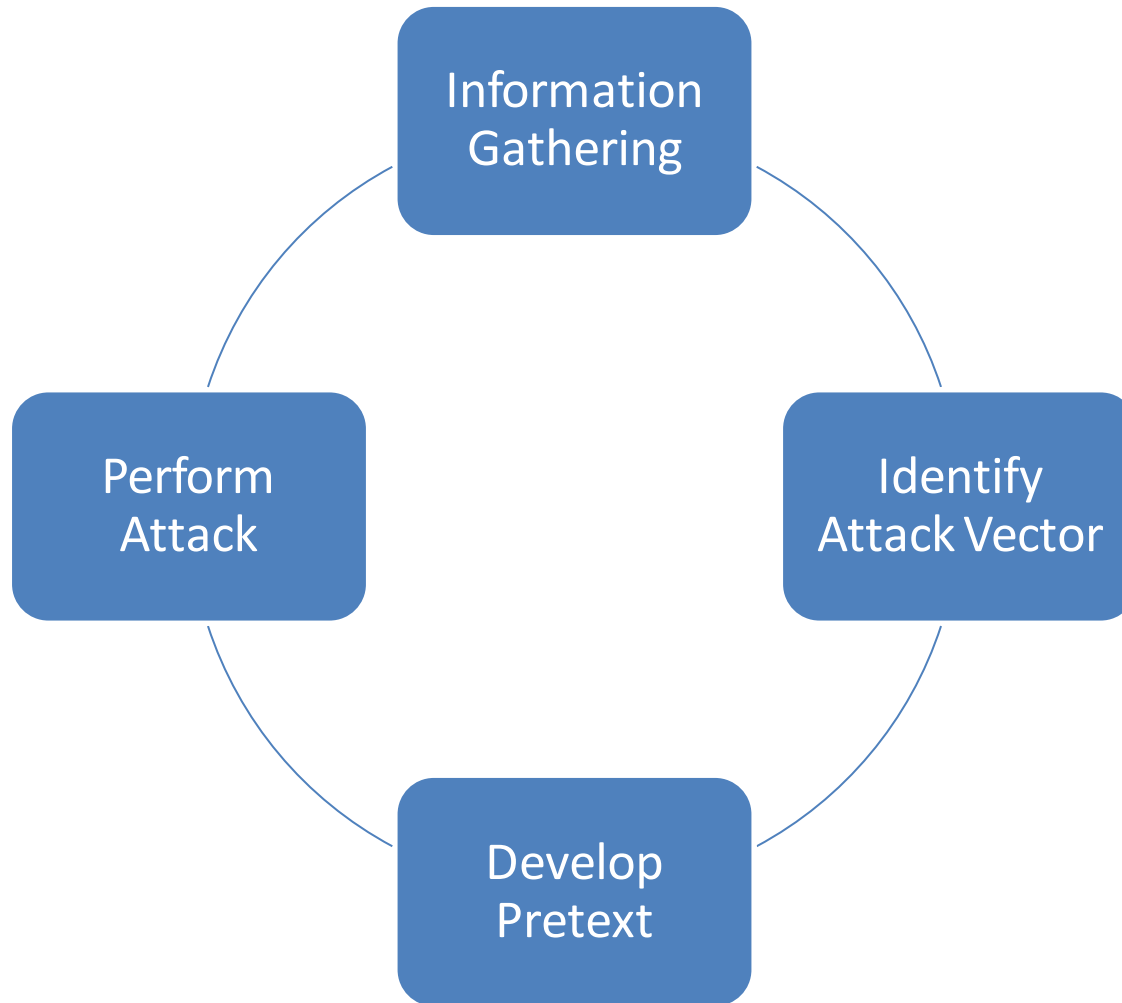 Information
Gathering
Identify
Attack Vector
Develop
Pretext
Perform
Attack